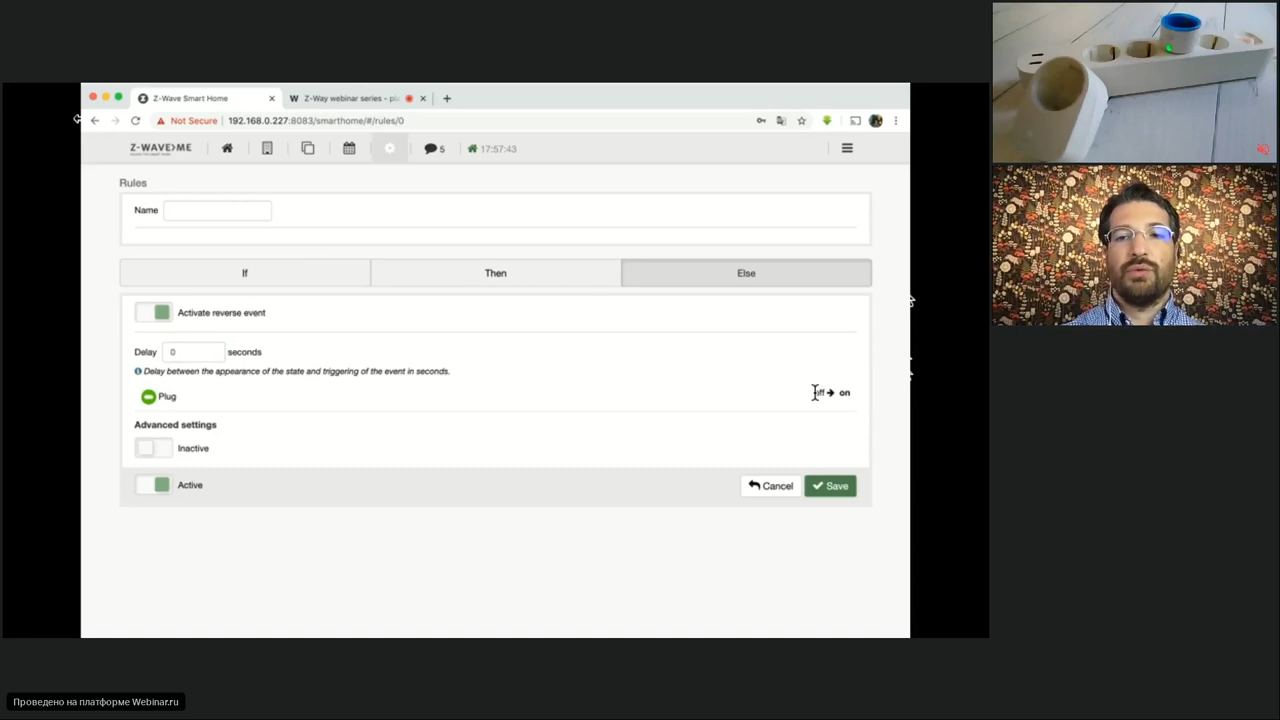 Z-Wave Smart Home
Z-Way webinar series - pl
Not Secure | 192.168.0.227:8083/smarthome/#/rules/0
Z-WAVE>ME
5
17:57:43
Rules
Name
If
Then
Else
Activate reverse event
Delay 0 seconds
Delay between the appearance of the state and triggering of the event in seconds.
Plug
off → on
Advanced settings
Inactive
Active
Cancel
Save
Проведено на платформе Webinar.ru